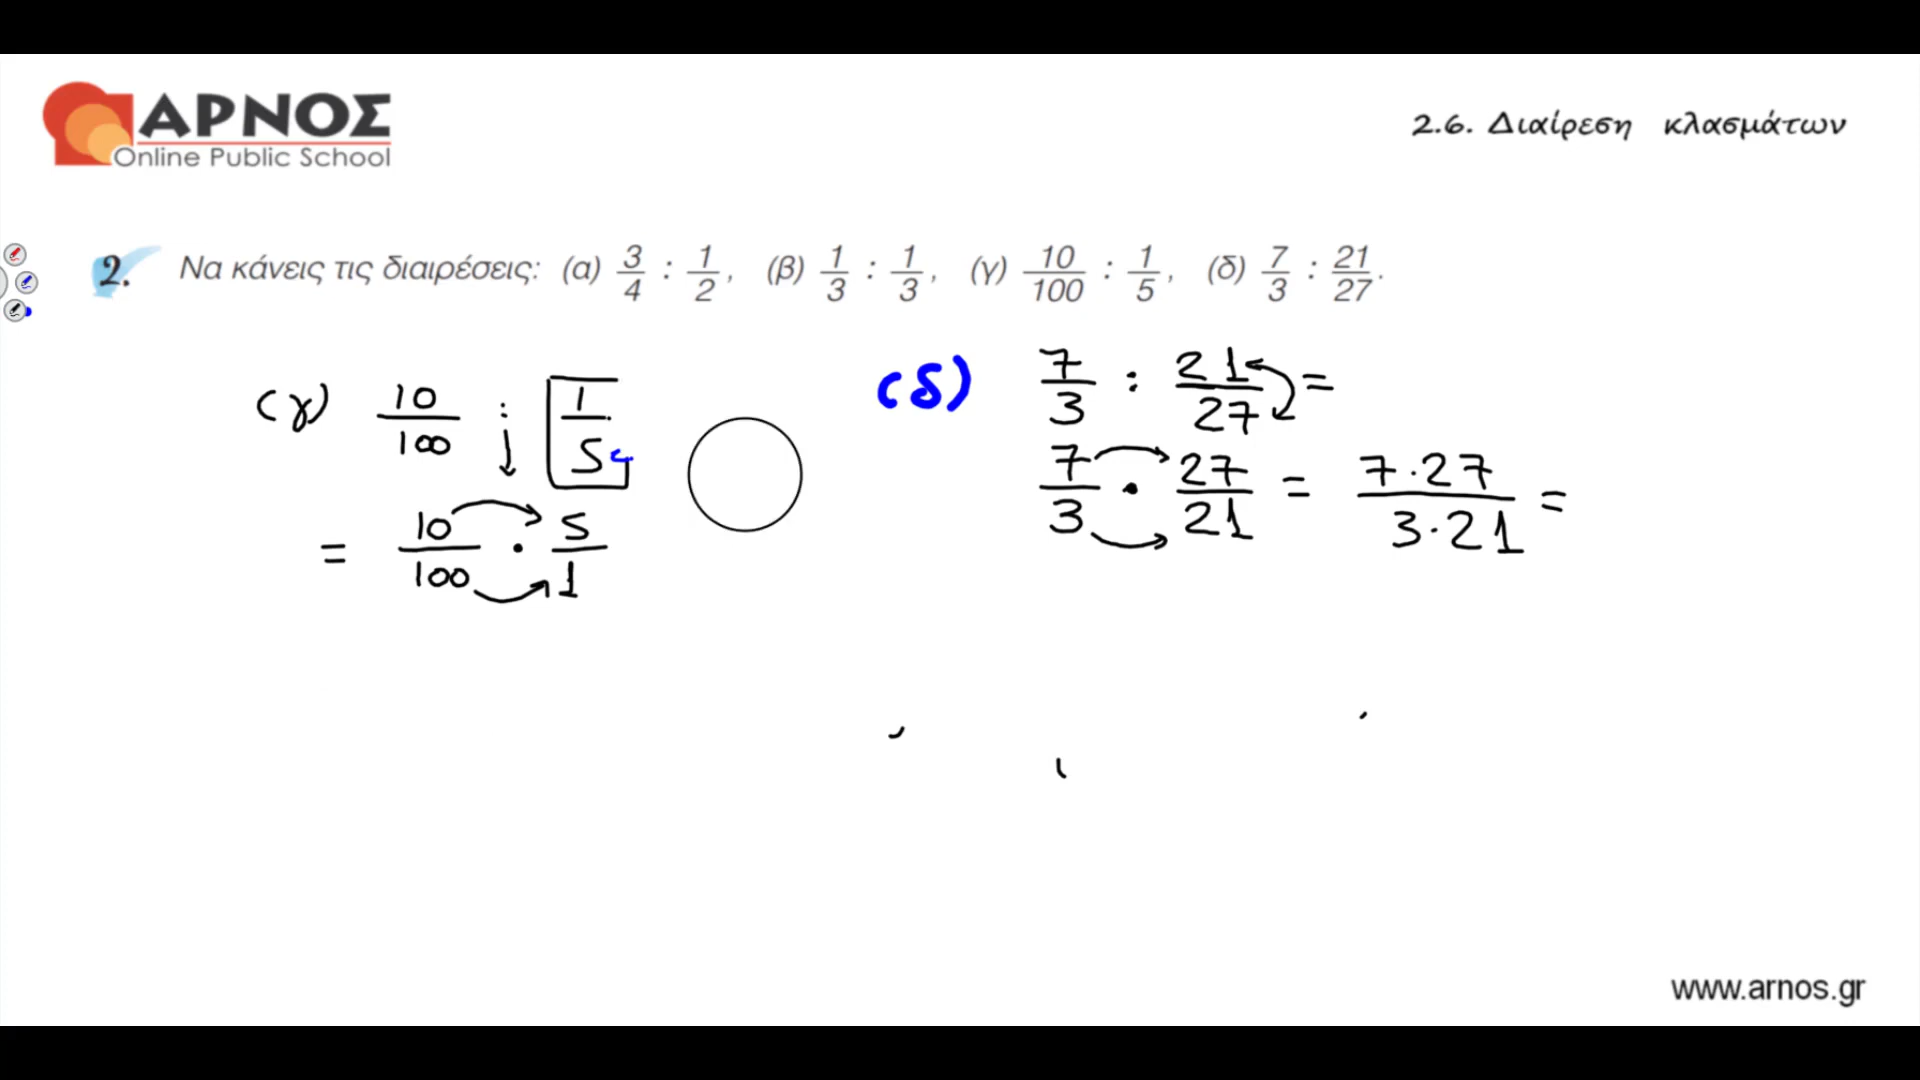 ΑΡΝΟΣ
Online Public School
2.6. Διαίρεση κλασμάτων
2. Να κάνεις τις διαιρέσεις: (α) 3/4 : 1/2, (β) 1/3 : 1/3, (γ) 10/100 : 1/5, (δ) 7/3 : 21/27.
(γ) 10/100 : 1/5
= 10/100 · 5/1
(δ) 7/3 : 21/27 =
7/3 · 27/21 = 7·27/3·21 =
www.arnos.gr